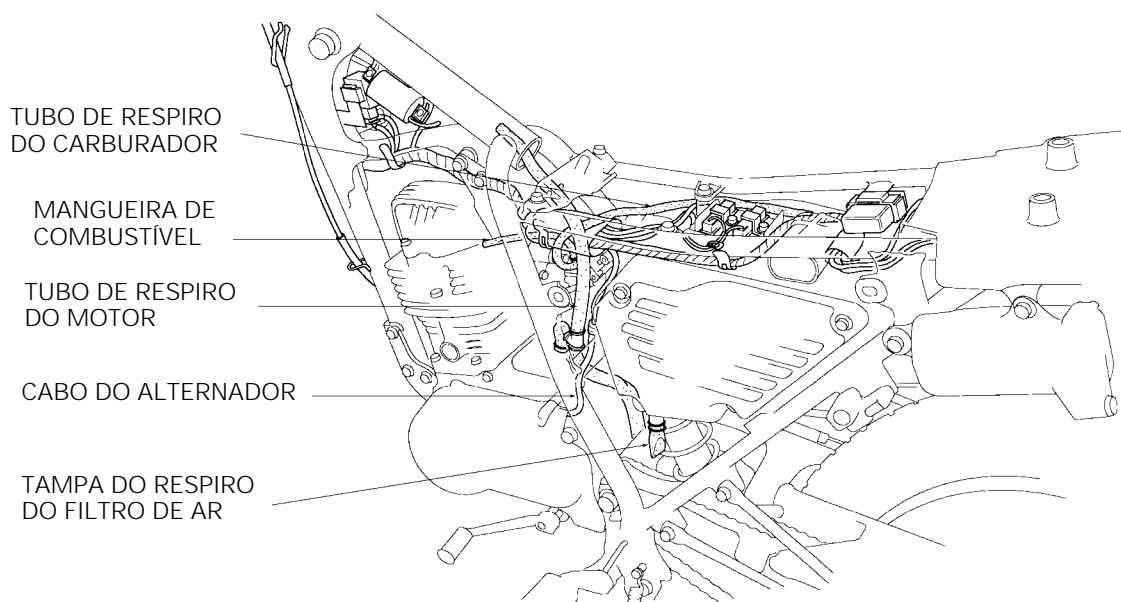 TUBO DE RESPIRO
DO CARBURADOR
MANGUEIRA DE
COMBUSTÍVEL
TUBO DE RESPIRO
DO MOTOR
CABO DO ALTERNADOR
TAMPA DO RESPIRO
DO FILTRO DE AR